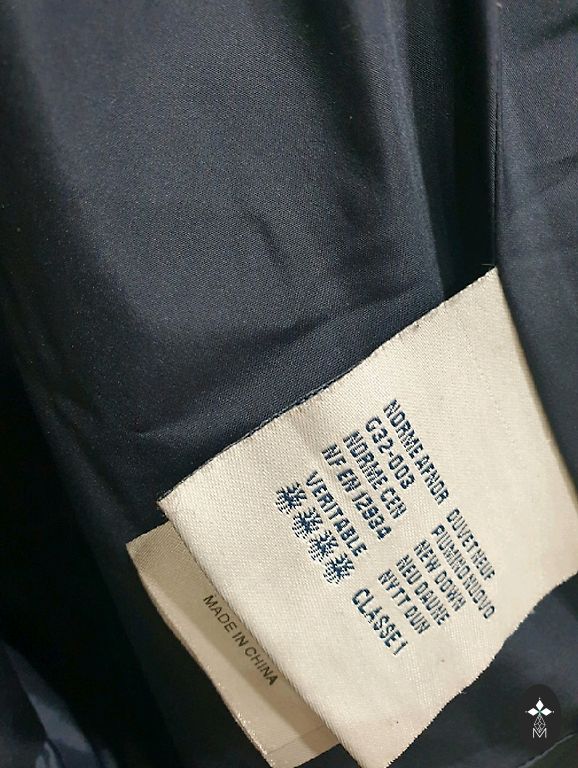 NORME AFNOR
G32-003
NORME CEN
NF EN 12934
VERITABLE
DUVET NEUF
PIUMINO NUOVO
NEW DOWN
NEU DAUNE
NYTT DUN
CLASSE 1
MADE IN CHINA
M